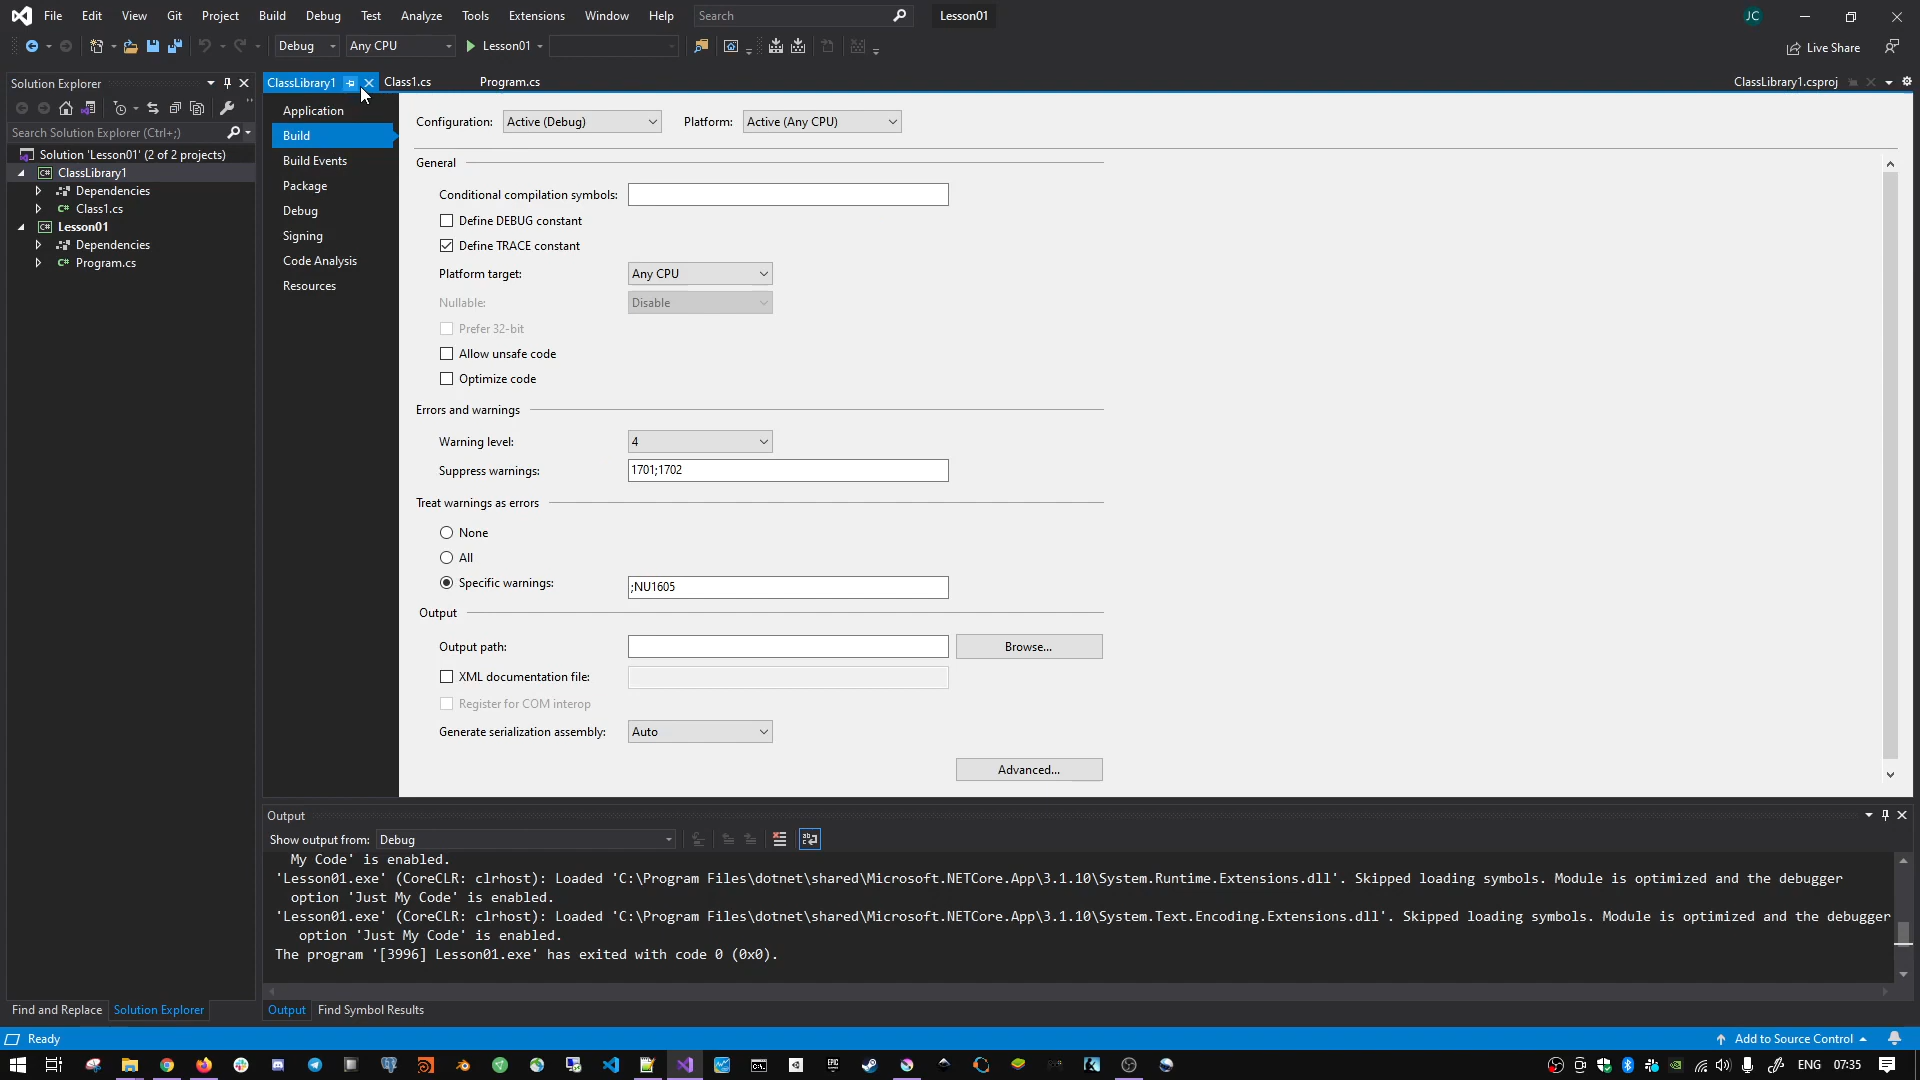 File Edit View Git Project Build Debug Test Analyze Tools Extensions Window Help Search Lesson01 JC
Debug Any CPU Lesson01 Live Share
Solution Explorer
Search Solution Explorer (Ctrl+;)
Solution 'Lesson01' (2 of 2 projects)
ClassLibrary1
Dependencies
Class1.cs
Lesson01
Dependencies
Program.cs
Find and Replace Solution Explorer
ClassLibrary1 Class1.cs Program.cs ClassLibrary1.csproj
Application
Build
Build Events
Package
Debug
Signing
Code Analysis
Resources
Configuration: Active (Debug) Platform: Active (Any CPU)
General
Conditional compilation symbols:
Define DEBUG constant
Define TRACE constant
Platform target: Any CPU
Nullable: Disable
Prefer 32-bit
Allow unsafe code
Optimize code
Errors and warnings
Warning level: 4
Suppress warnings: 1701;1702
Treat warnings as errors
None
All
Specific warnings: ;NU1605
Output
Output path: Browse...
XML documentation file:
Register for COM interop
Generate serialization assembly: Auto
Advanced...
Output
Show output from: Debug
My Code' is enabled.
'Lesson01.exe' (CoreCLR: clrhost): Loaded 'C:\Program Files\dotnet\shared\Microsoft.NETCore.App\3.1.10\System.Runtime.Extensions.dll'. Skipped loading symbols. Module is optimized and the debugger
option 'Just My Code' is enabled.
'Lesson01.exe' (CoreCLR: clrhost): Loaded 'C:\Program Files\dotnet\shared\Microsoft.NETCore.App\3.1.10\System.Text.Encoding.Extensions.dll'. Skipped loading symbols. Module is optimized and the debugger
option 'Just My Code' is enabled.
The program '[3996] Lesson01.exe' has exited with code 0 (0x0).
Output Find Symbol Results
Ready Add to Source Control
ENG 07:35